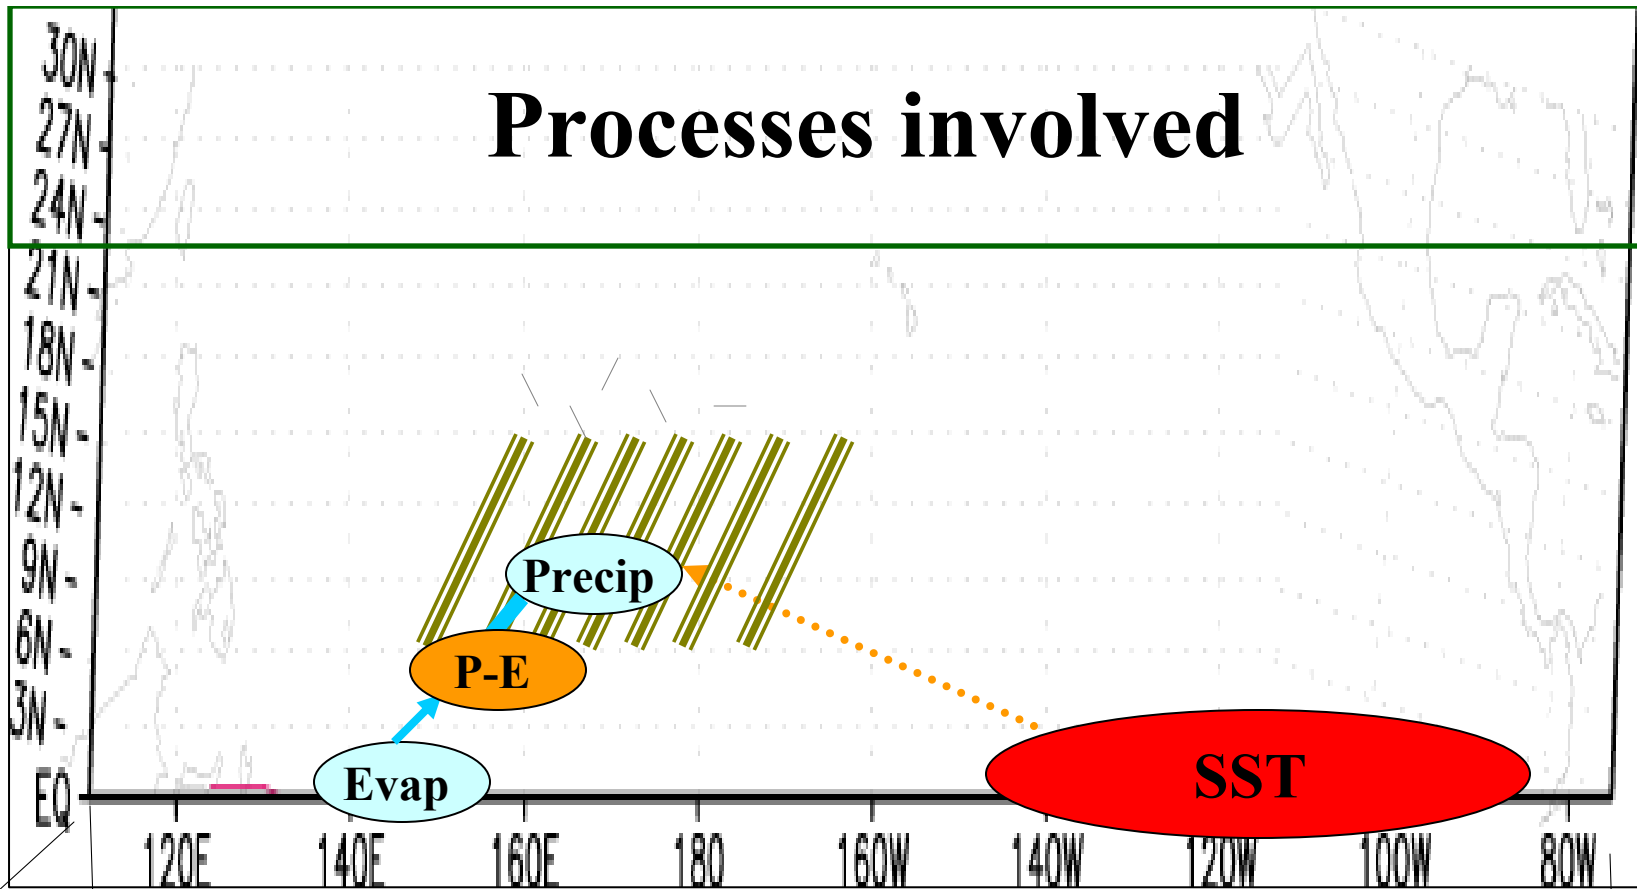 Processes involved
30N
27N
24N
21N
18N
15N
12N
9N
6N
3N
EQ
Precip
P-E
Evap
SST
120E 140E 160E 180 160W 140W 120W 100W 80W